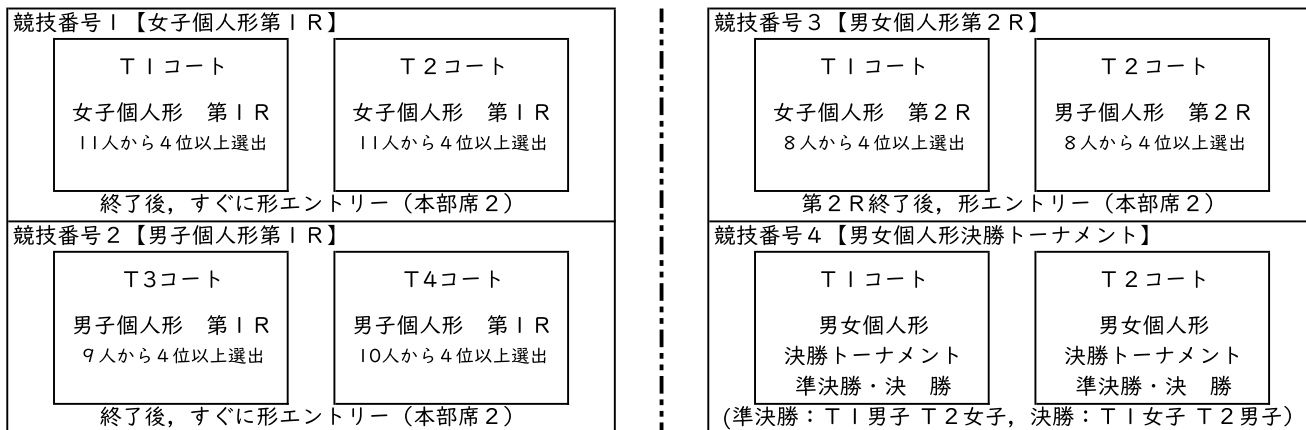 競技番号1【女子個人形第1R】
T1コート
女子個人形　第1R
11人から4位以上選出
T2コート
女子個人形　第1R
11人から4位以上選出
終了後，すぐに形エントリー（本部席2）
競技番号2【男子個人形第1R】
T3コート
男子個人形　第1R
9人から4位以上選出
T4コート
男子個人形　第1R
10人から4位以上選出
終了後，すぐに形エントリー（本部席2）
競技番号3【男女個人形第2R】
T1コート
女子個人形　第2R
8人から4位以上選出
T2コート
男子個人形　第2R
8人から4位以上選出
第2R終了後，形エントリー（本部席2）
競技番号4【男女個人形決勝トーナメント】
T1コート
男女個人形
決勝トーナメント
準決勝・決　勝
T2コート
男女個人形
決勝トーナメント
準決勝・決　勝
(準決勝：T1男子 T2女子，決勝：T1女子 T2男子）